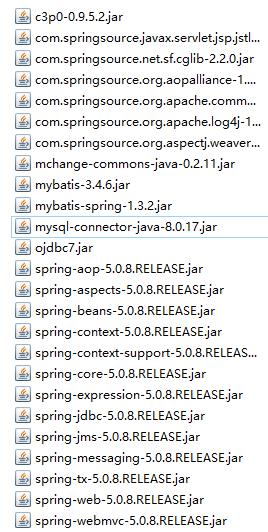 c3p0-0.9.5.2.jar
com.springsource.javax.servlet.jsp.jstl...
com.springsource.net.sf.cglib-2.2.0.jar
com.springsource.org.aopalliance-1....
com.springsource.org.apache.comm...
com.springsource.org.apache.log4j-1...
com.springsource.org.aspectj.weaver...
mchange-commons-java-0.2.11.jar
mybatis-3.4.6.jar
mybatis-spring-1.3.2.jar
mysql-connector-java-8.0.17.jar
ojdbc7.jar
spring-aop-5.0.8.RELEASE.jar
spring-aspects-5.0.8.RELEASE.jar
spring-beans-5.0.8.RELEASE.jar
spring-context-5.0.8.RELEASE.jar
spring-context-support-5.0.8.RELEAS...
spring-core-5.0.8.RELEASE.jar
spring-expression-5.0.8.RELEASE.jar
spring-jdbc-5.0.8.RELEASE.jar
spring-jms-5.0.8.RELEASE.jar
spring-messaging-5.0.8.RELEASE.jar
spring-tx-5.0.8.RELEASE.jar
spring-web-5.0.8.RELEASE.jar
spring-webmvc-5.0.8.RELEASE.jar